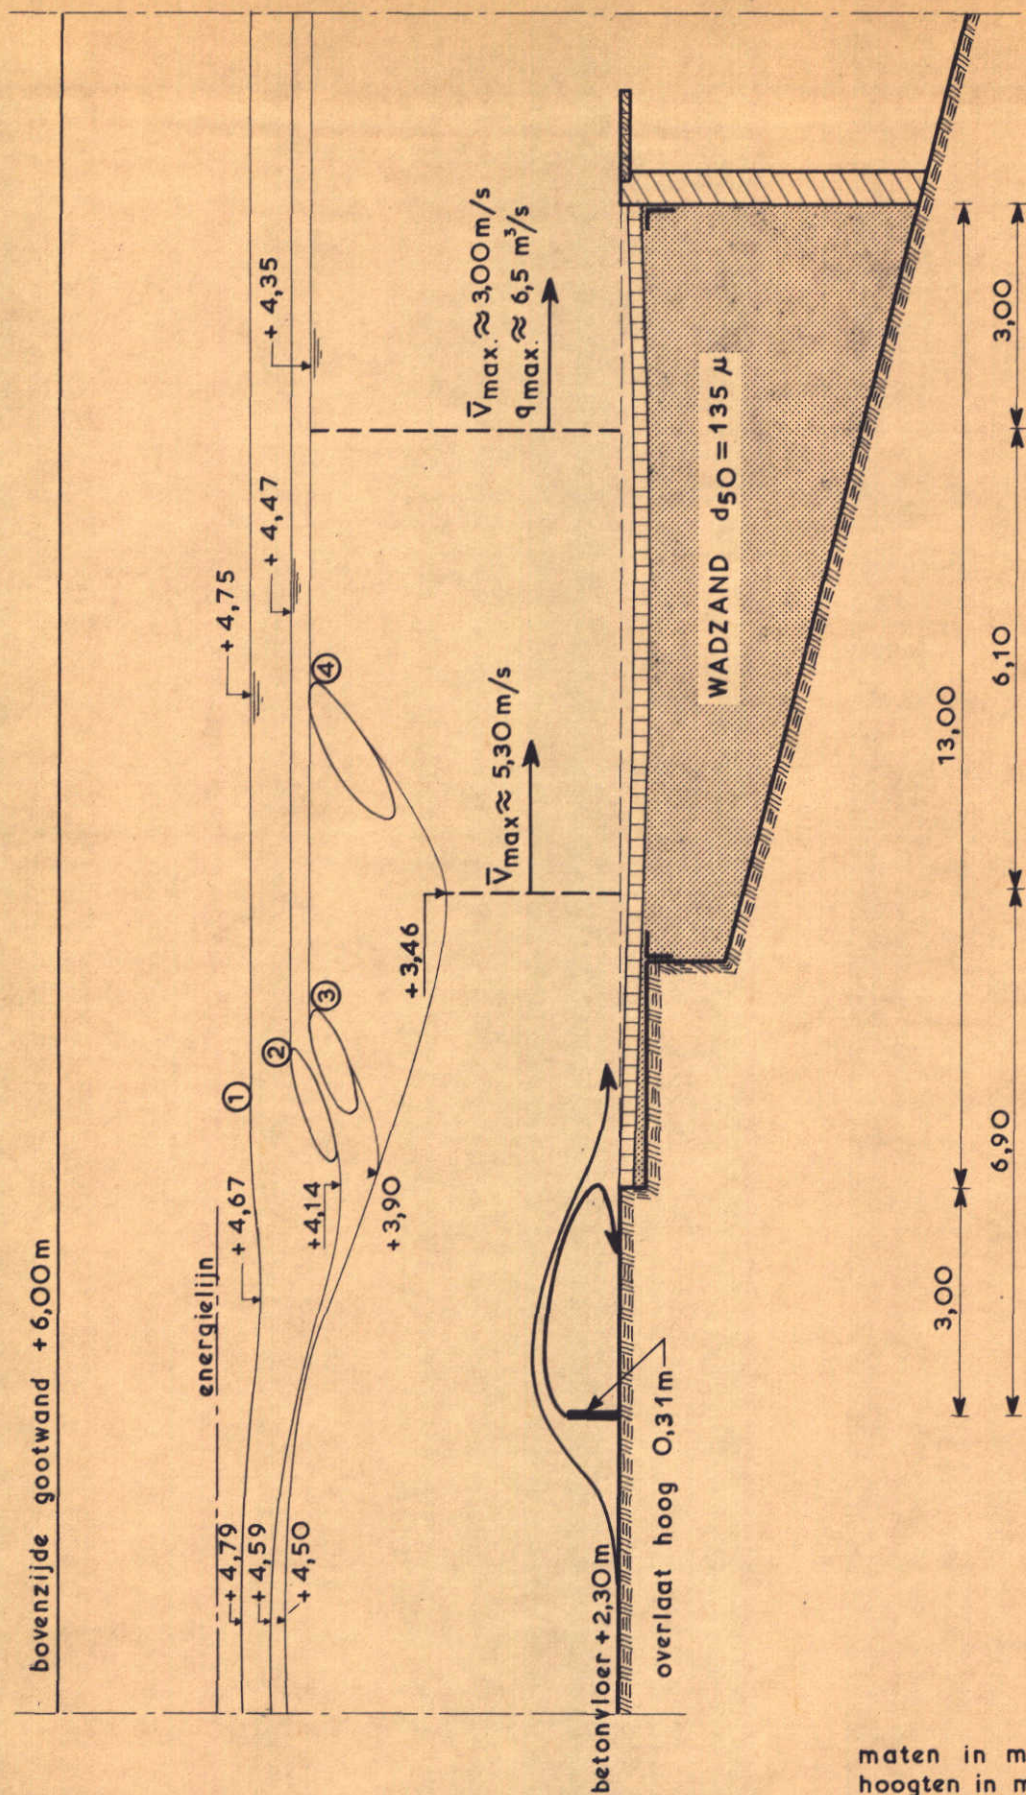 bovenzijde gootwand +6,00m
energielijn
+ 4,79
+ 4,59
+ 4,50
+ 4,67
+4,14
+ 3,90
1
2
3
4
+ 4,75
+ 4,47
+ 4,35
+3,46
V̄max ≈ 5,30m/s
V̄max. ≈ 3,00m/s
qmax. ≈ 6,5 m³/s
betonvloer +2,30m
overlaat hoog 0,31m
WADZAND d50 = 135 µ
3,00
13,00
6,90
6,10
3,00
maten in m
hoogten in m